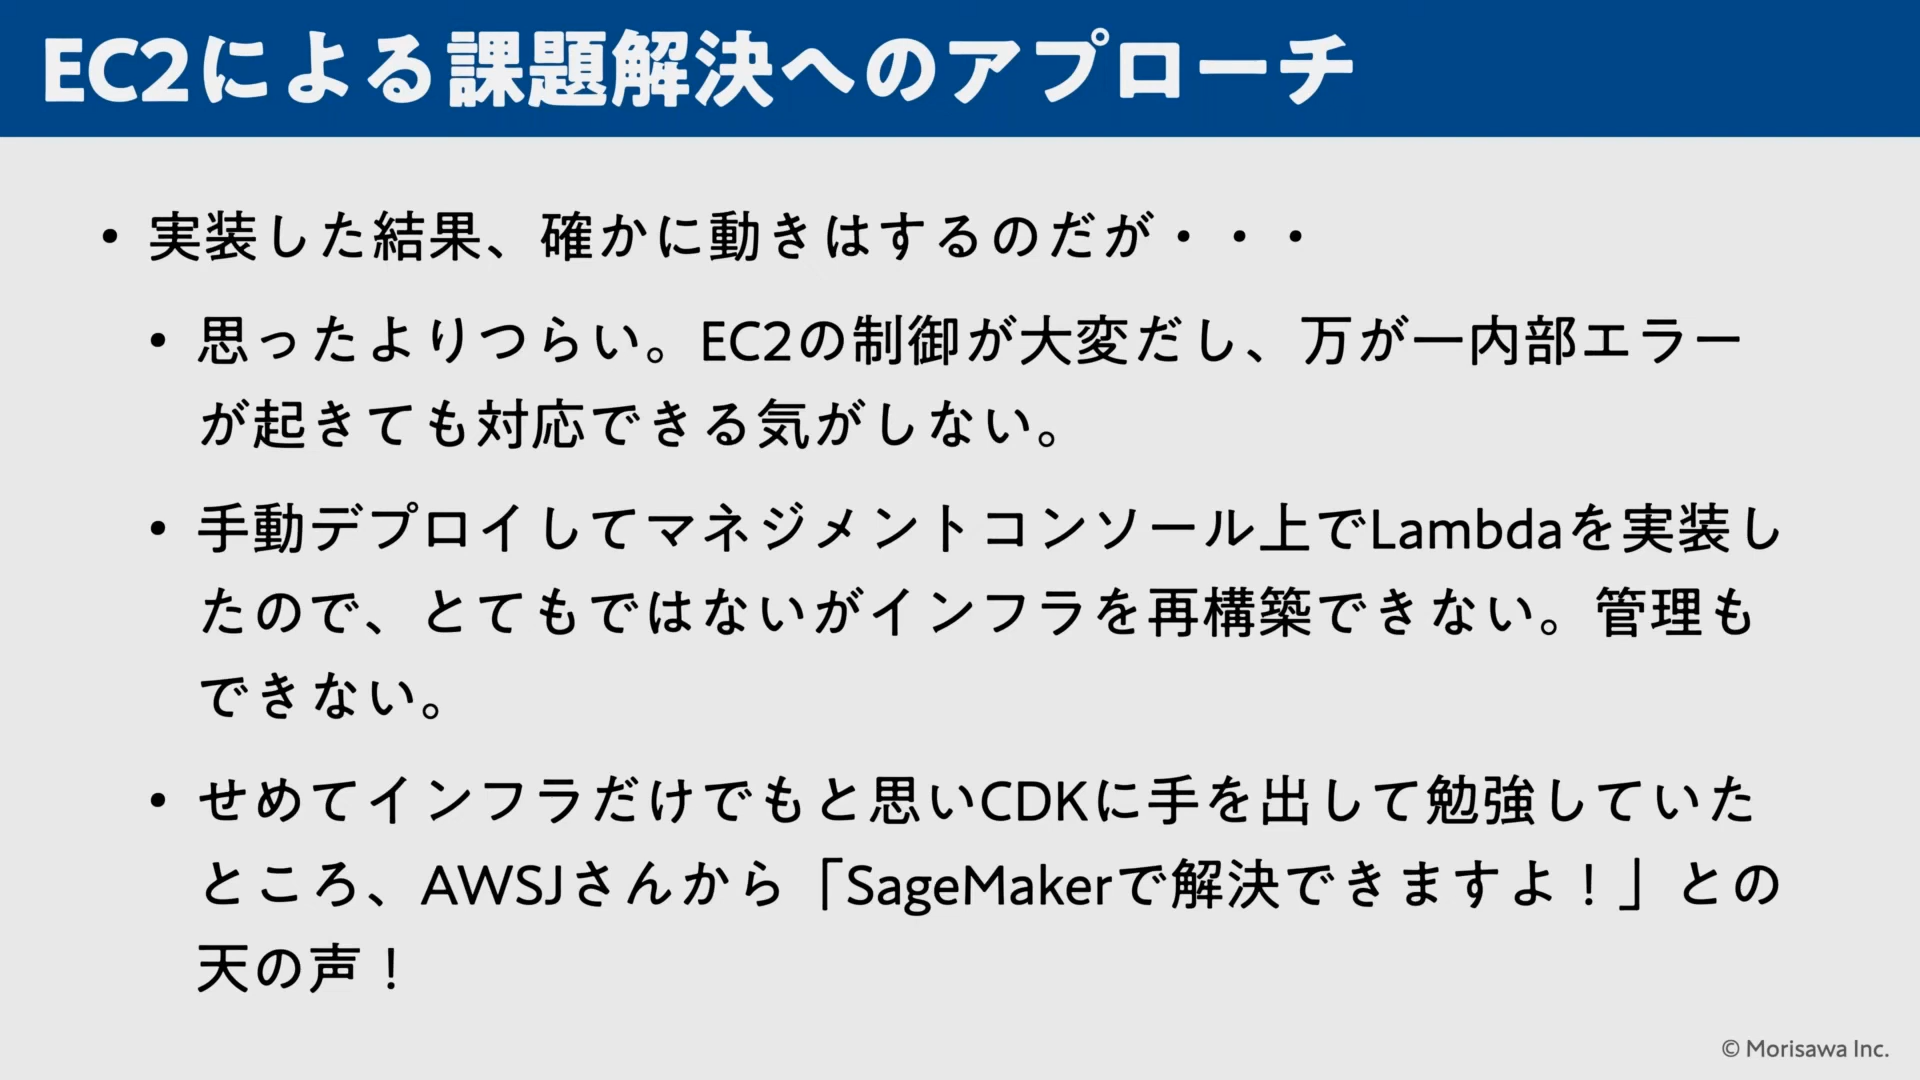 EC2による課題解決へのアプローチ
• 実装した結果、確かに動きはするのだが・・・
• 思ったよりつらい。EC2の制御が大変だし、万が一内部エラー
が起きても対応できる気がしない。
• 手動デプロイしてマネジメントコンソール上でLambdaを実装し
たので、とてもではないがインフラを再構築できない。管理も
できない。
• せめてインフラだけでもと思いCDKに手を出して勉強していた
ところ、AWSJさんから「SageMakerで解決できますよ！」との
天の声！
© Morisawa Inc.